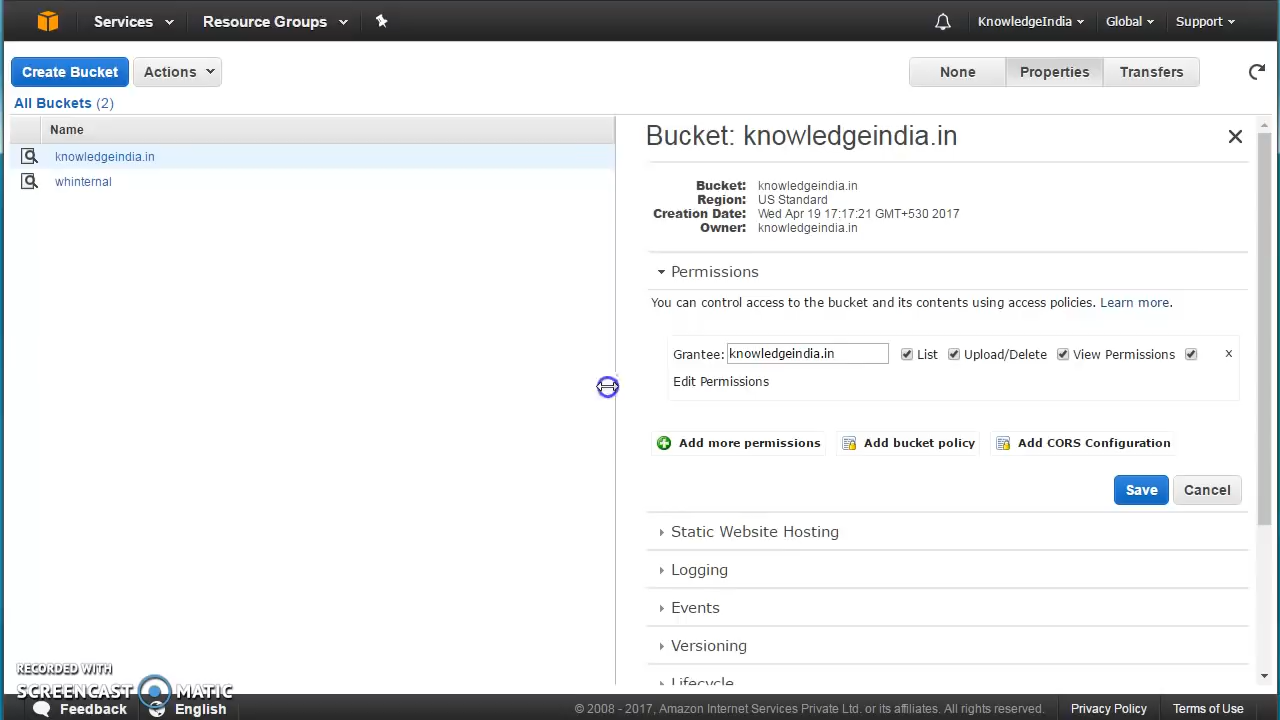 Services Resource Groups KnowledgeIndia Global Support
Create Bucket Actions None Properties Transfers
All Buckets (2)
Name
knowledgeindia.in
whinternal
Bucket: knowledgeindia.in
Bucket: knowledgeindia.in
Region: US Standard
Creation Date: Wed Apr 19 17:17:21 GMT+530 2017
Owner: knowledgeindia.in
Permissions
You can control access to the bucket and its contents using access policies. Learn more.
Grantee: knowledgeindia.in List Upload/Delete View Permissions x
Edit Permissions
Add more permissions Add bucket policy Add CORS Configuration
Save Cancel
Static Website Hosting
Logging
Events
Versioning
Lifecycle
RECORDED WITH
SCREENCAST MATIC
Feedback English © 2008 - 2017, Amazon Internet Services Private Ltd. or its affiliates. All rights reserved. Privacy Policy Terms of Use